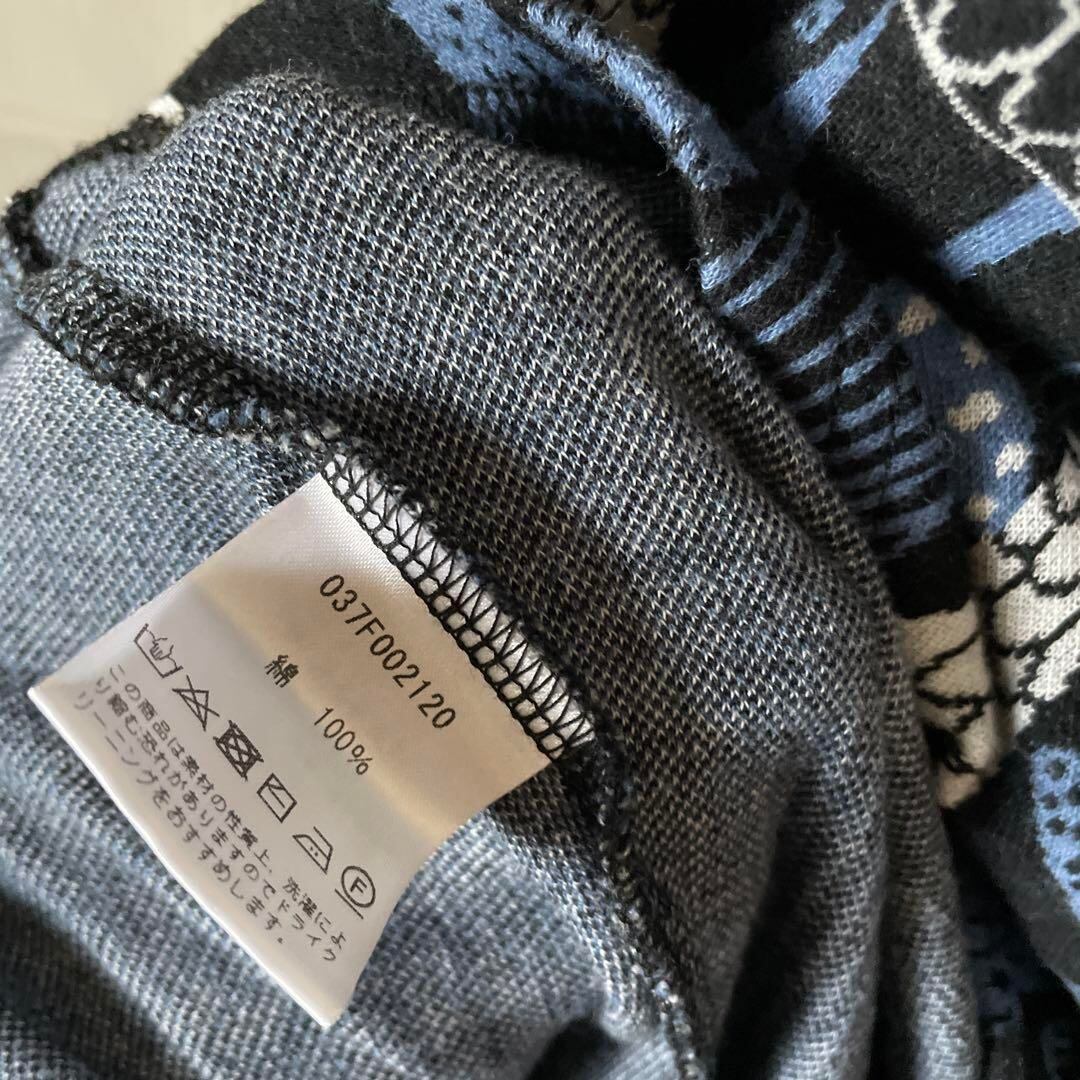 037F002120
綿 100%
F
この商品は素材の性質上、洗濯によ
り縮む恐れがありますのでドライク
リーニングをおすすめします。